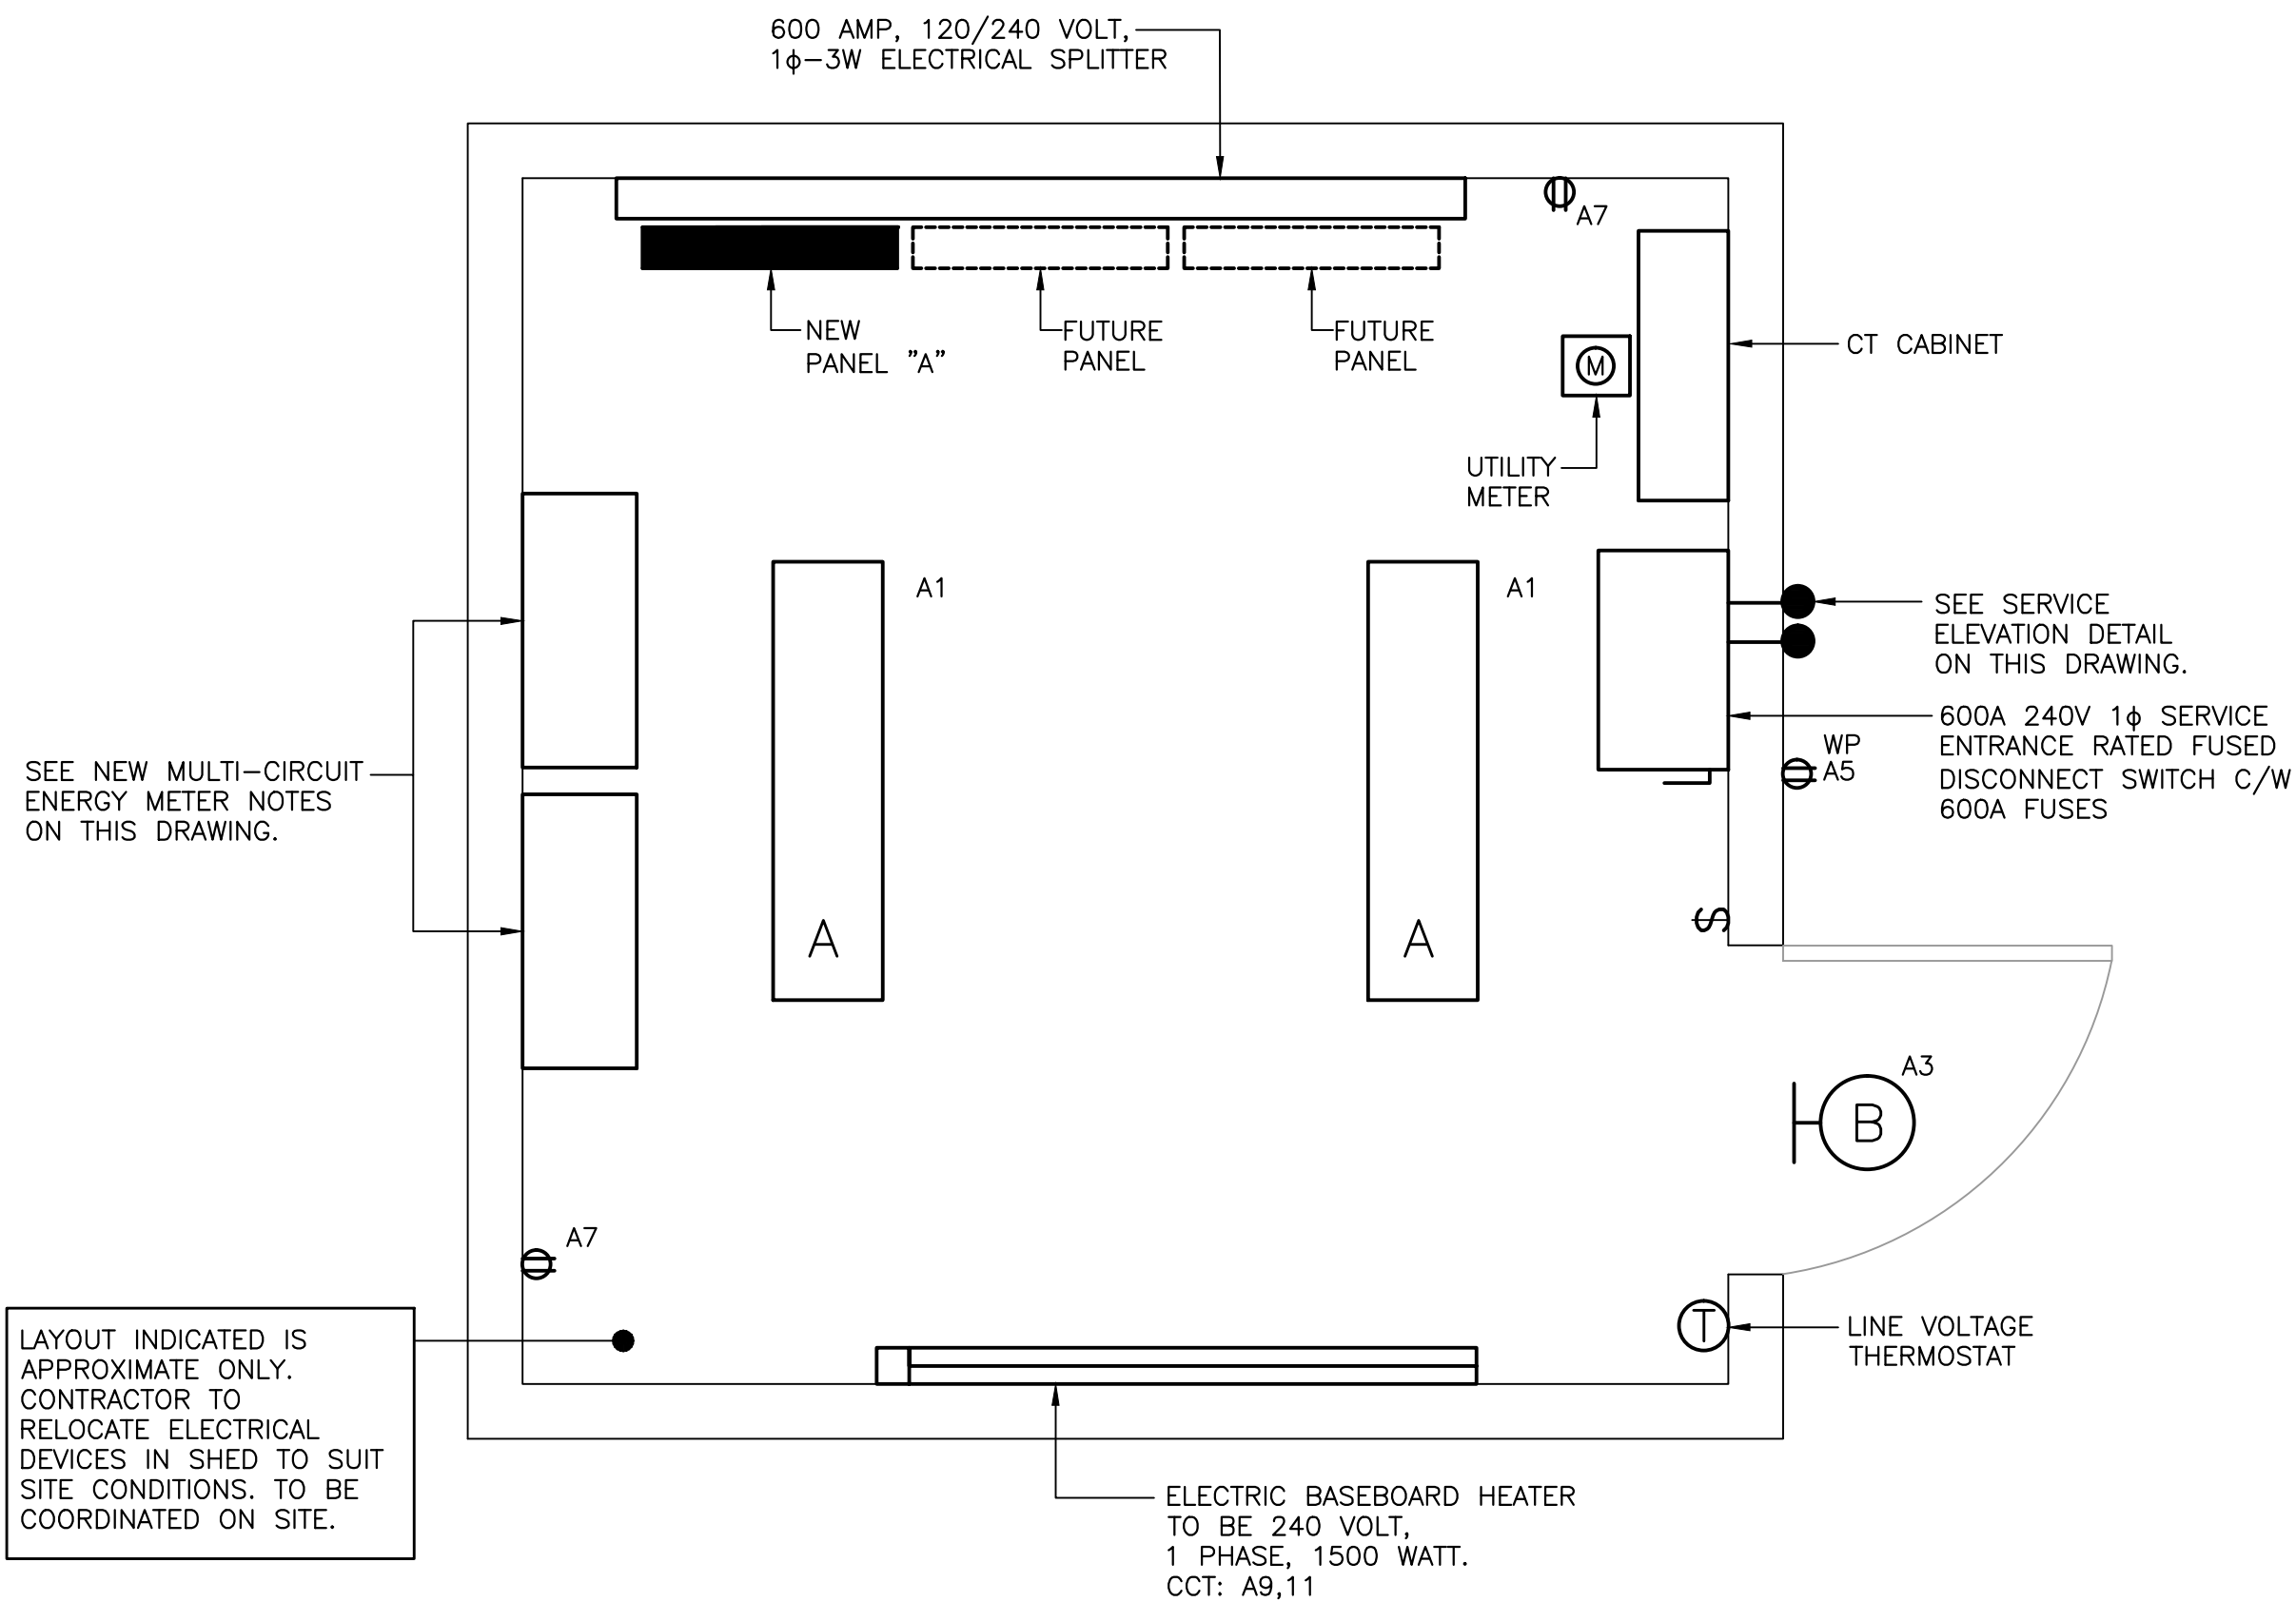 600 AMP, 120/240 VOLT,
1ϕ-3W ELECTRICAL SPLITTER
A7
NEW
PANEL "A"
FUTURE
PANEL
FUTURE
PANEL
CT CABINET
M
UTILITY
METER
A1
A1
SEE SERVICE
ELEVATION DETAIL
ON THIS DRAWING.
600A 240V 1ϕ SERVICE
ENTRANCE RATED FUSED
DISCONNECT SWITCH C/W
600A FUSES
WP
A5
SEE NEW MULTI-CIRCUIT
ENERGY METER NOTES
ON THIS DRAWING.
A
A
$
A3
B
A7
T
LINE VOLTAGE
THERMOSTAT
LAYOUT INDICATED IS
APPROXIMATE ONLY.
CONTRACTOR TO
RELOCATE ELECTRICAL
DEVICES IN SHED TO SUIT
SITE CONDITIONS. TO BE
COORDINATED ON SITE.
ELECTRIC BASEBOARD HEATER
TO BE 240 VOLT,
1 PHASE, 1500 WATT.
CCT: A9,11